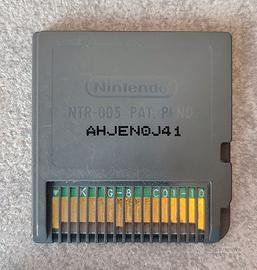 Nintendo
NTR-005 PAT. PEND
AHJEN0J41